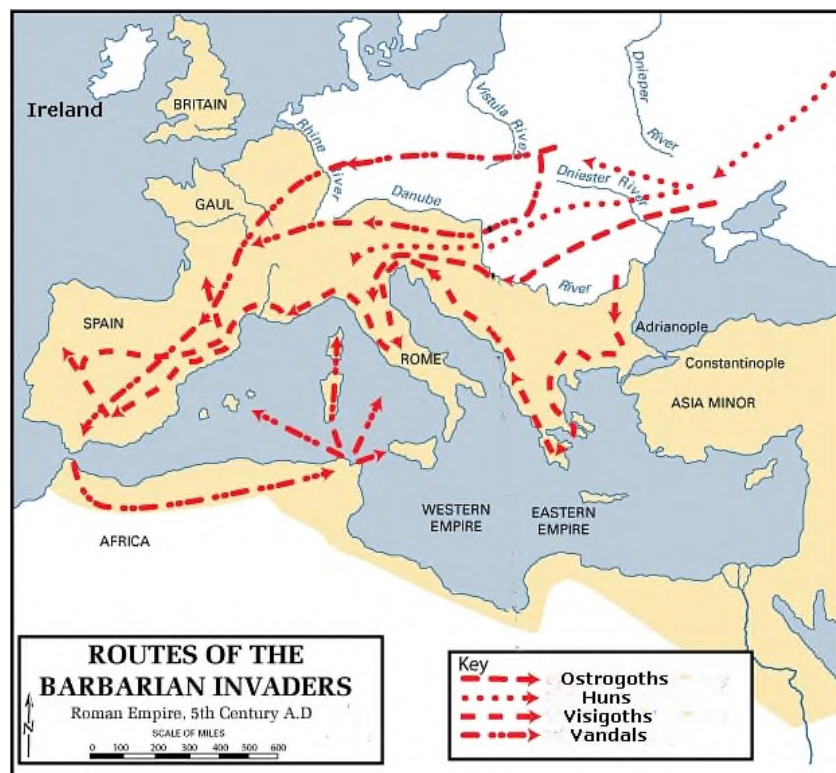 Ireland
BRITAIN
Rhine
River
Vistula River
Dnieper
River
GAUL
Danube
Dniester River
River
SPAIN
ROME
Adrianople
Constantinople
ASIA MINOR
WESTERN
EMPIRE
EASTERN
EMPIRE
AFRICA
ROUTES OF THE
BARBARIAN INVADERS
Roman Empire, 5th Century A.D
SCALE OF MILES
0 100 200 300 400 500 600
N
Key
Ostrogoths
Huns
Visigoths
Vandals